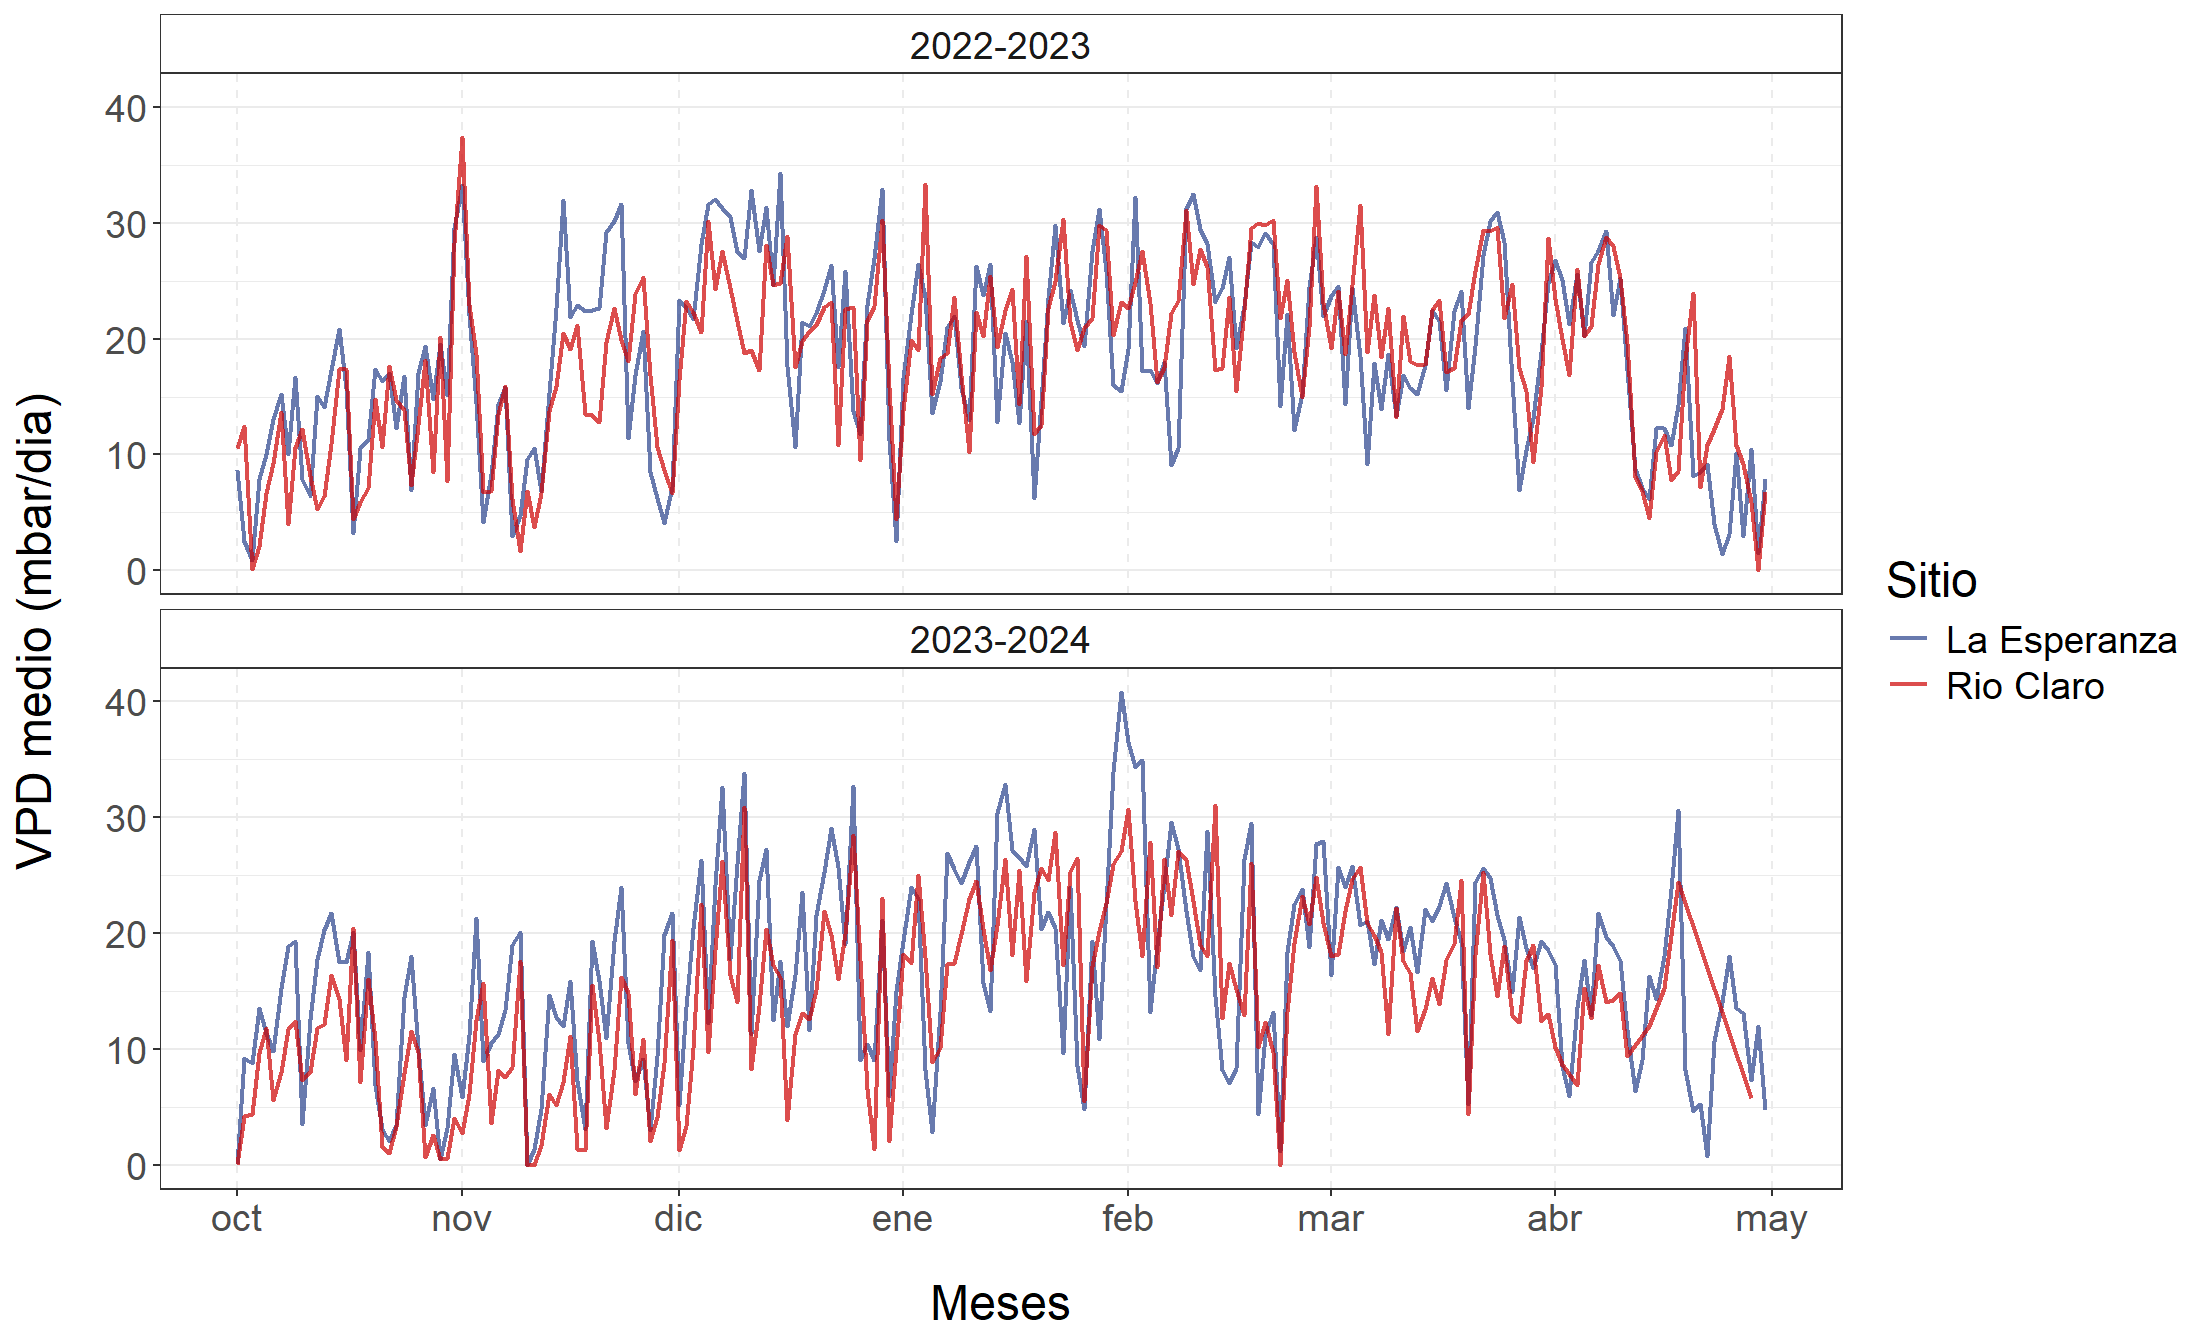 2022-2023
40
30
20
10
0
2023-2024
40
30
20
10
0
oct nov dic ene feb mar abr may
Meses
VPD medio (mbar/dia)
Sitio
La Esperanza
Rio Claro